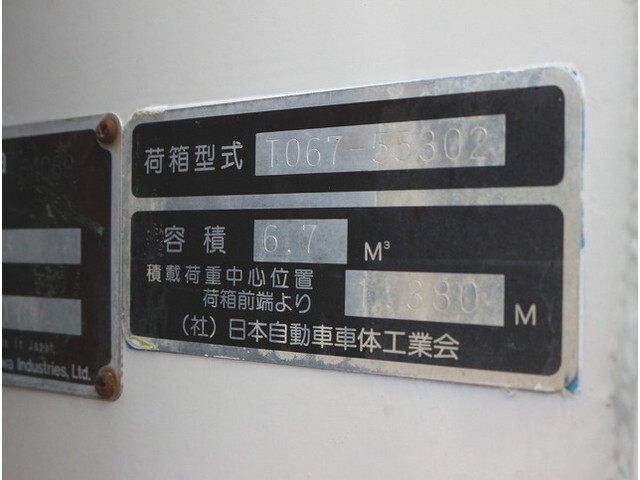 荷箱型式 T067-55302
容積 6.7 M³
積載荷重中心位置
荷箱前端より M
(社)日本自動車車体工業会
in Japan
Industries, Ltd.